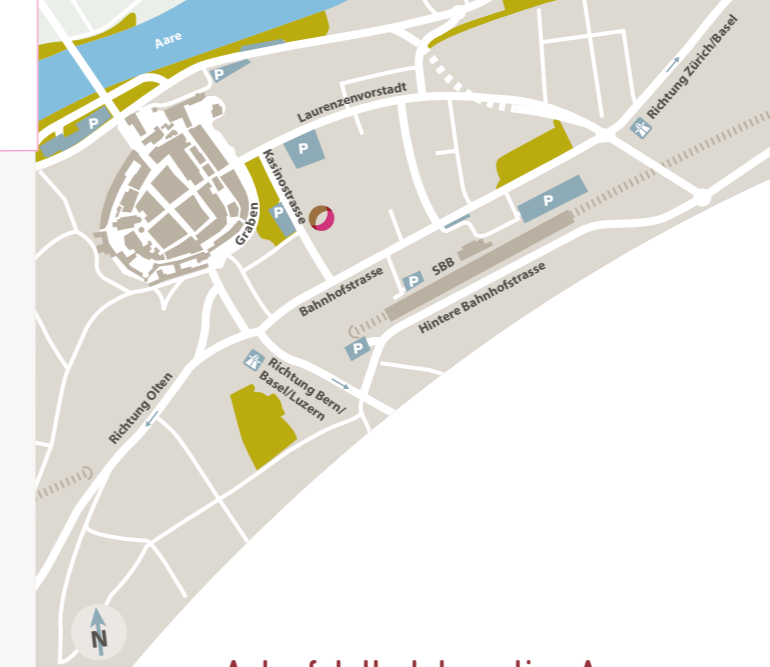 Aare
P
P
Laurenzenvorstadt
Richtung Zürich/Basel
P
Kasinostrasse
P
Graben
P
SBB
P
Bahnhofstrasse
Hintere Bahnhofstrasse
P
Richtung Bern/
Basel/Luzern
Richtung Olten
N